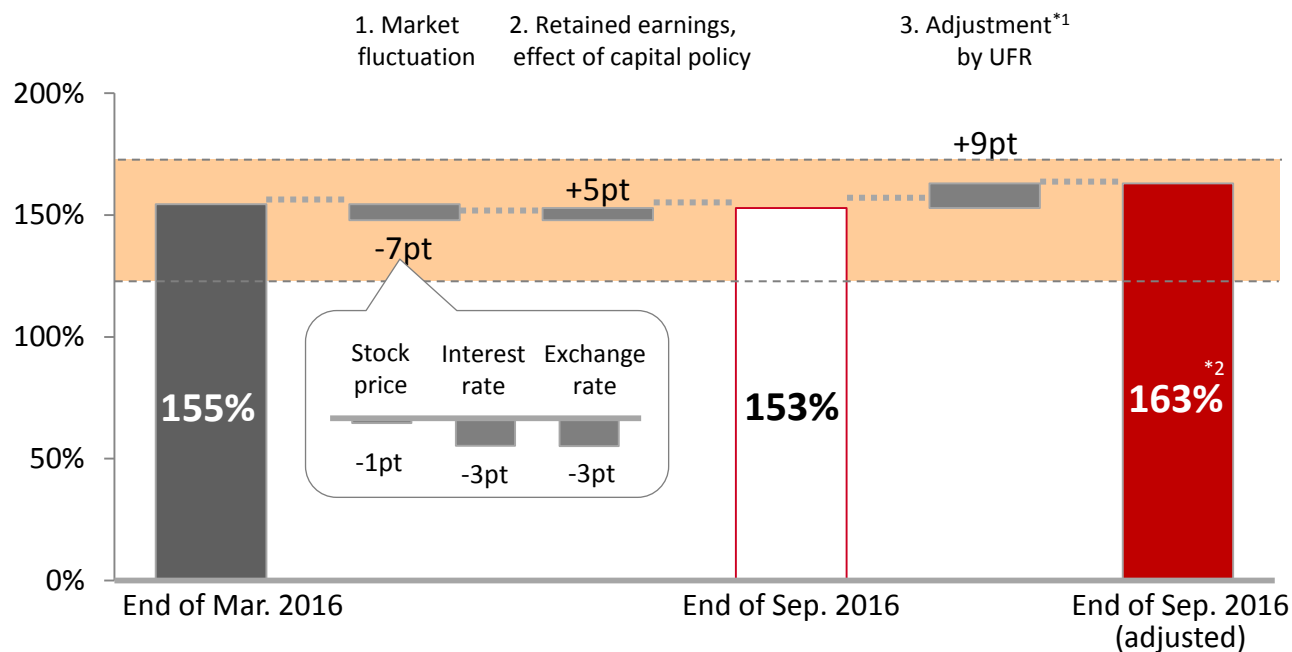 1. Market
fluctuation
2. Retained earnings,
effect of capital policy
3. Adjustment*1
by UFR
200%
150%
100%
50%
0%
+9pt
+5pt
-7pt
Stock
price
Interest
rate
Exchange
rate
-1pt
-3pt
-3pt
155%
153%
163%*2
End of Mar. 2016
End of Sep. 2016
End of Sep. 2016
(adjusted)